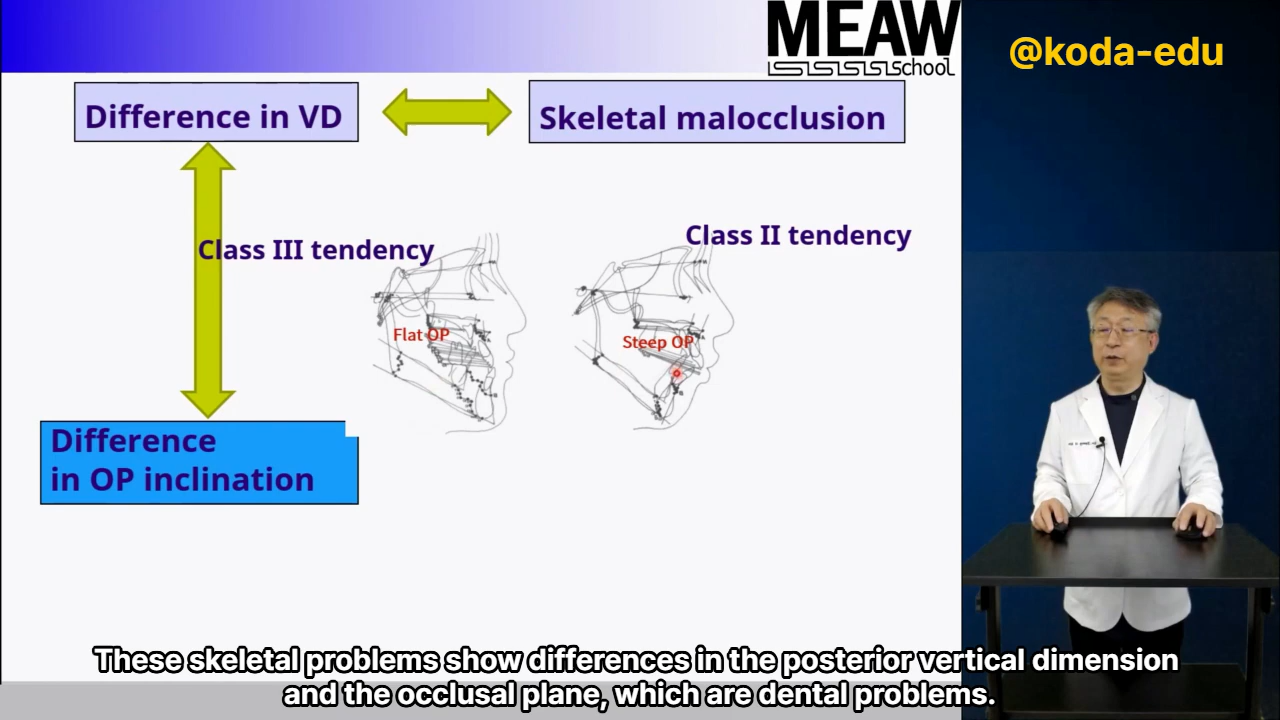 MEAW
school
@koda-edu
Difference in VD
Skeletal malocclusion
Class III tendency
Class II tendency
Flat OP
Steep OP
Difference
in OP inclination
These skeletal problems show differences in the posterior vertical dimension
and the occlusal plane, which are dental problems.